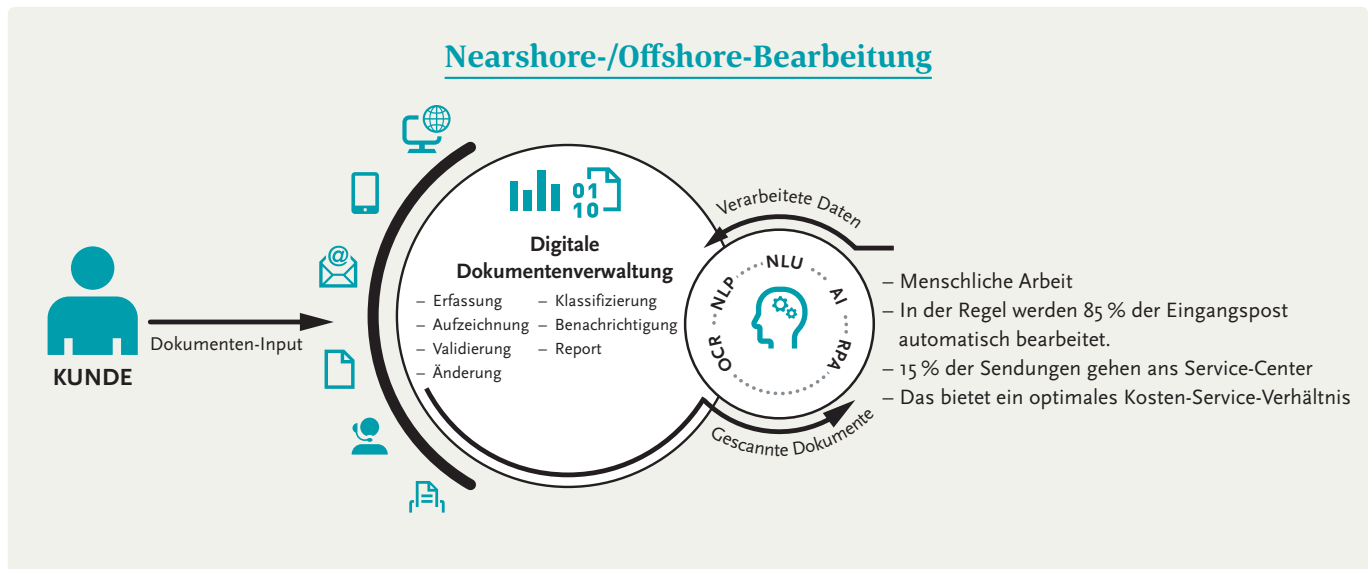 Nearshore-/Offshore-Bearbeitung
KUNDE
Dokumenten-Input
@
01
10
Digitale
Dokumentenverwaltung
– Erfassung
– Aufzeichnung
– Validierung
– Änderung
– Klassifizierung
– Benachrichtigung
– Report
Verarbeitete Daten
OCR
NLP
NLU
AI
RPA
Gescannte Dokumente
– Menschliche Arbeit
– In der Regel werden 85 % der Eingangspost
automatisch bearbeitet.
– 15 % der Sendungen gehen ans Service-Center
– Das bietet ein optimales Kosten-Service-Verhältnis